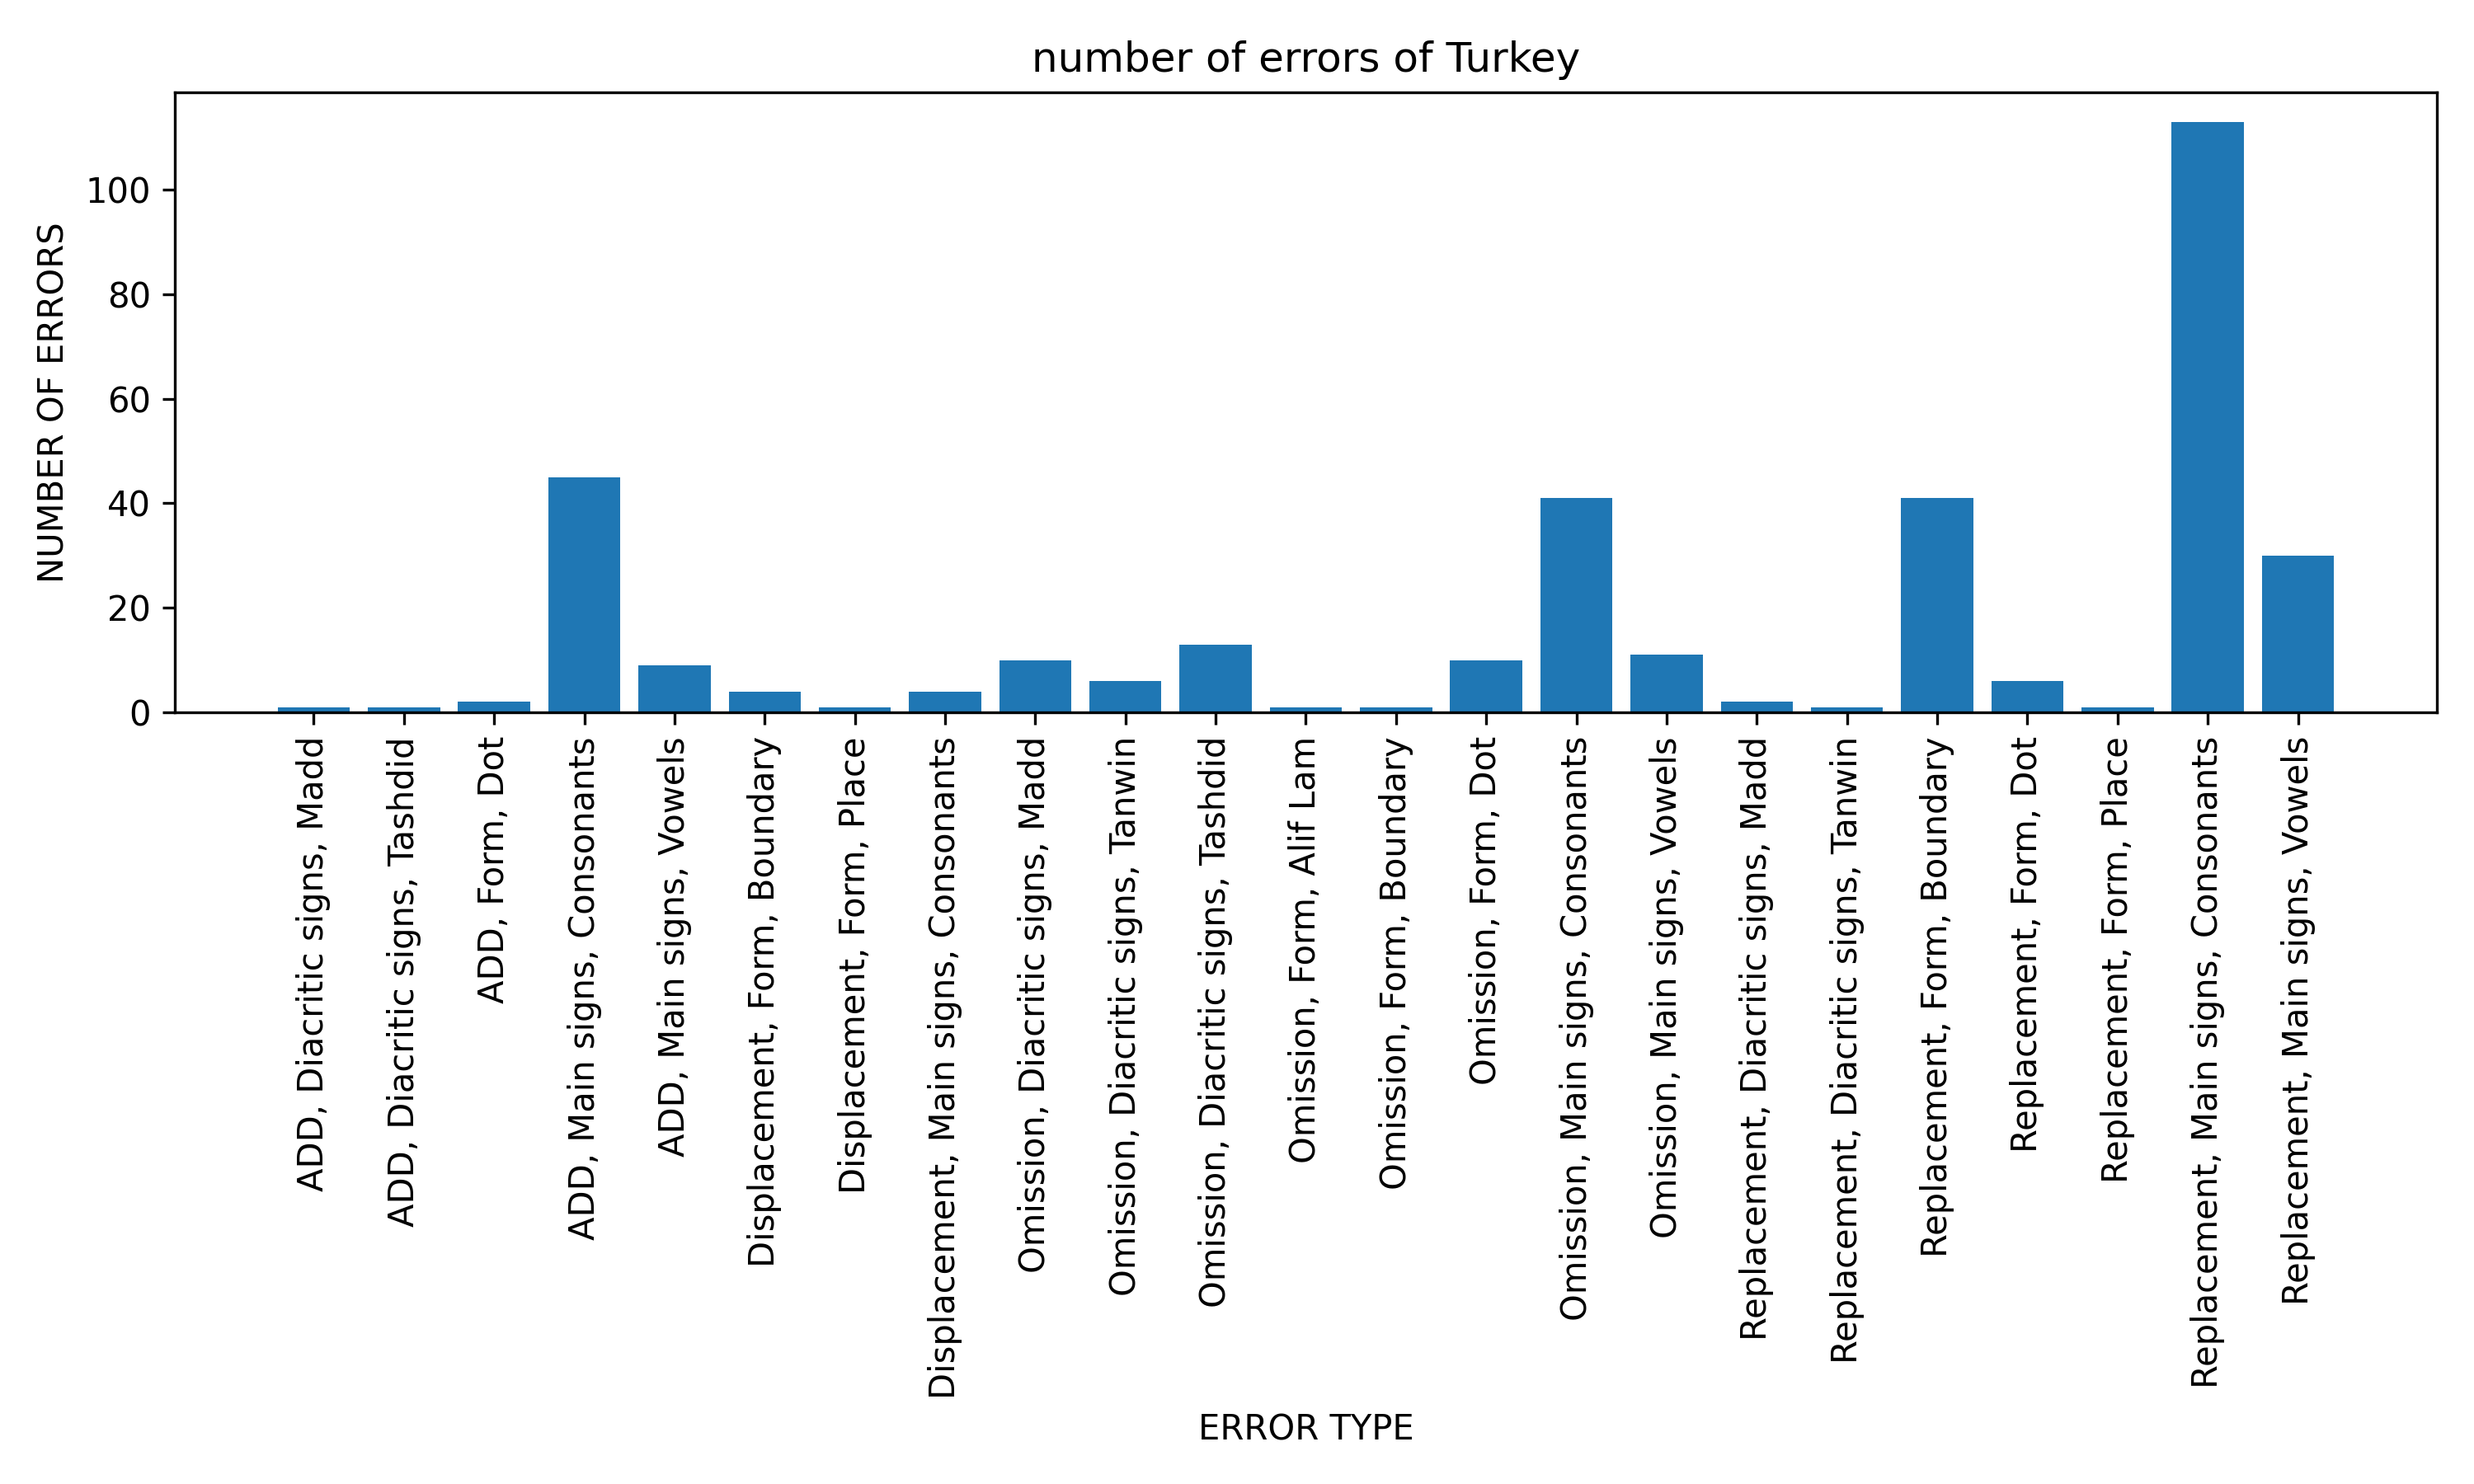 number of errors of Turkey
NUMBER OF ERRORS
100
80
60
40
20
0
ADD, Diacritic signs, Madd
ADD, Diacritic signs, Tashdid
ADD, Form, Dot
ADD, Main signs, Consonants
ADD, Main signs, Vowels
Displacement, Form, Boundary
Displacement, Form, Place
Displacement, Main signs, Consonants
Omission, Diacritic signs, Madd
Omission, Diacritic signs, Tanwin
Omission, Diacritic signs, Tashdid
Omission, Form, Alif Lam
Omission, Form, Boundary
Omission, Form, Dot
Omission, Main signs, Consonants
Omission, Main signs, Vowels
Replacement, Diacritic signs, Madd
Replacement, Diacritic signs, Tanwin
Replacement, Form, Boundary
Replacement, Form, Dot
Replacement, Form, Place
Replacement, Main signs, Consonants
Replacement, Main signs, Vowels
ERROR TYPE